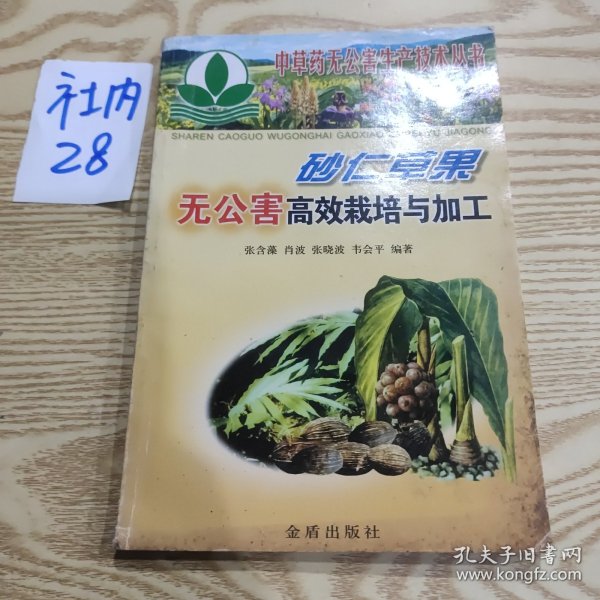 社内
28
中草药无公害生产技术丛书
SHAREN CAOGUO WUGONGHAI GAOXIAO ZAIPEI YU JIAGONG
砂仁草果
无公害高效栽培与加工
张含藻 肖波 张晓波 韦会平 编著
金盾出版社
孔夫子旧书网
www.kongfz.com